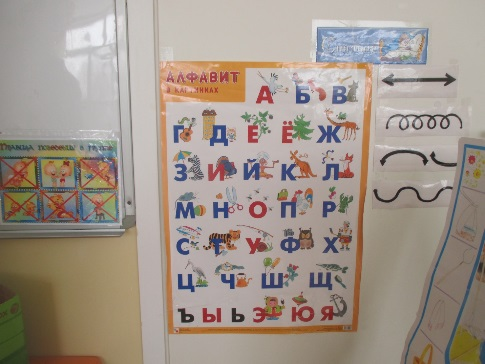 АЛФАВИТ
В КАРТИНКАХ
А Б В
Г Д Е Ё Ж
З И Й К Л
М Н О П Р
С Т У Ф Х
Ц Ч Ш Щ
Ъ Ы Ь Э Ю Я